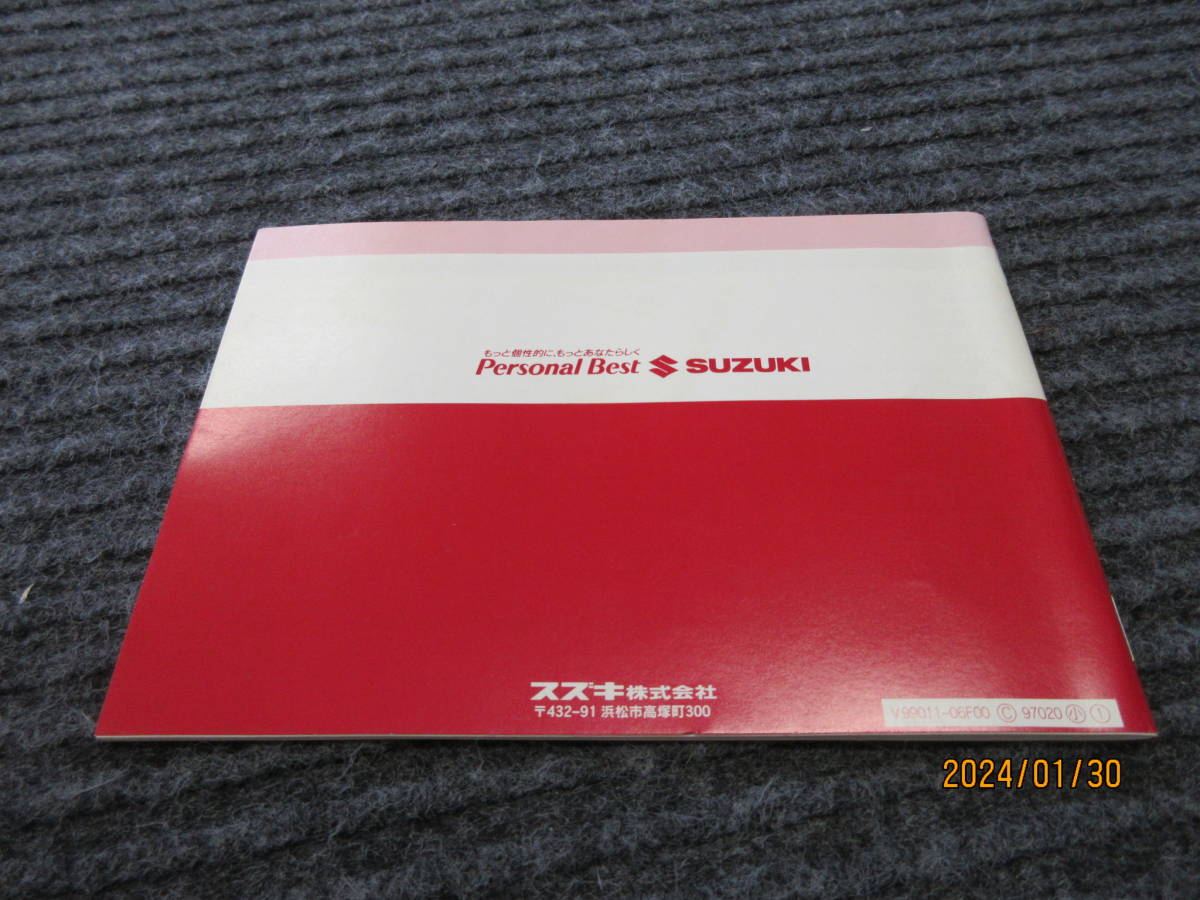 もっと個性的に、もっとあなたらしく
Personal Best SUZUKI
スズキ株式会社
〒432-91 浜松市高塚町300
V99011-06F00 Ⓒ 97020 ㊙小 ①
2024/01/30